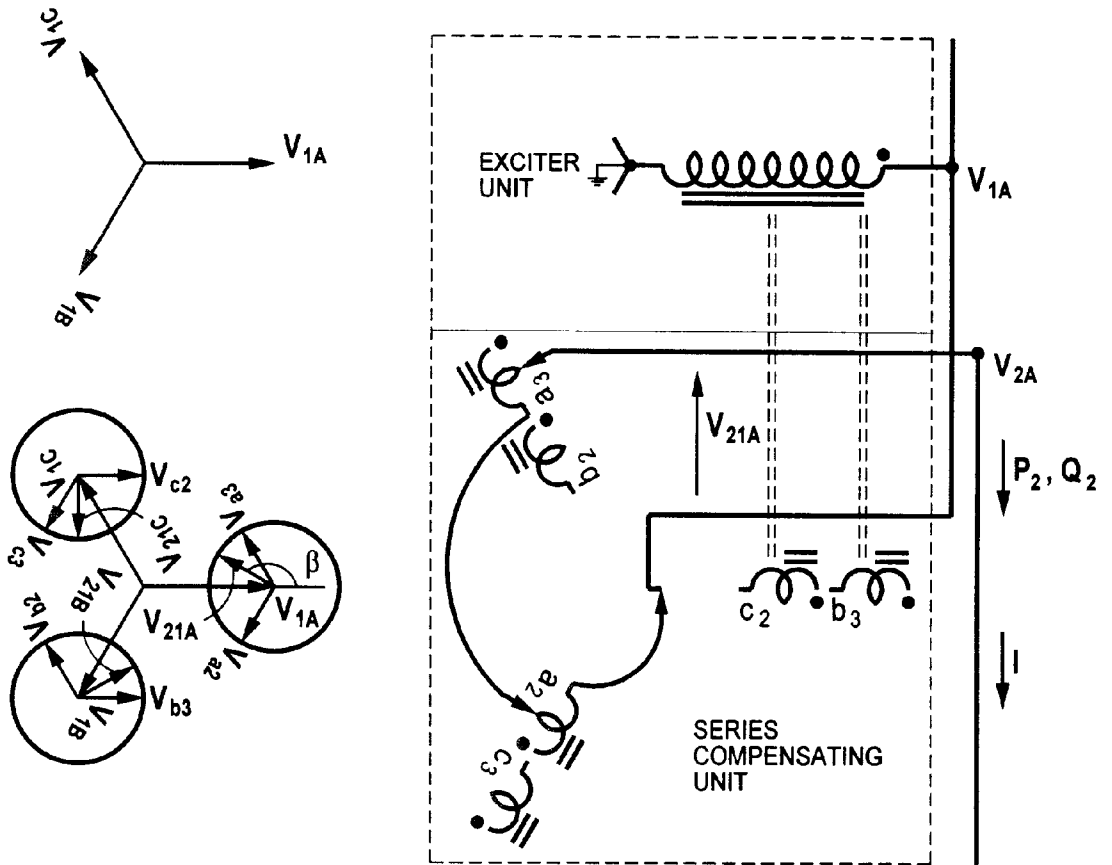 V1C
V1A
V1B
EXCITER
UNIT
V1A
a3
b2
V2A
V21A
P2, Q2
V1C
Vc2
Vc3
V21C
Va3
β
V21B
Vb2
V21A
V1A
Va2
V1B
Vb3
c2
b3
a2
c3
I
SERIES
COMPENSATING
UNIT